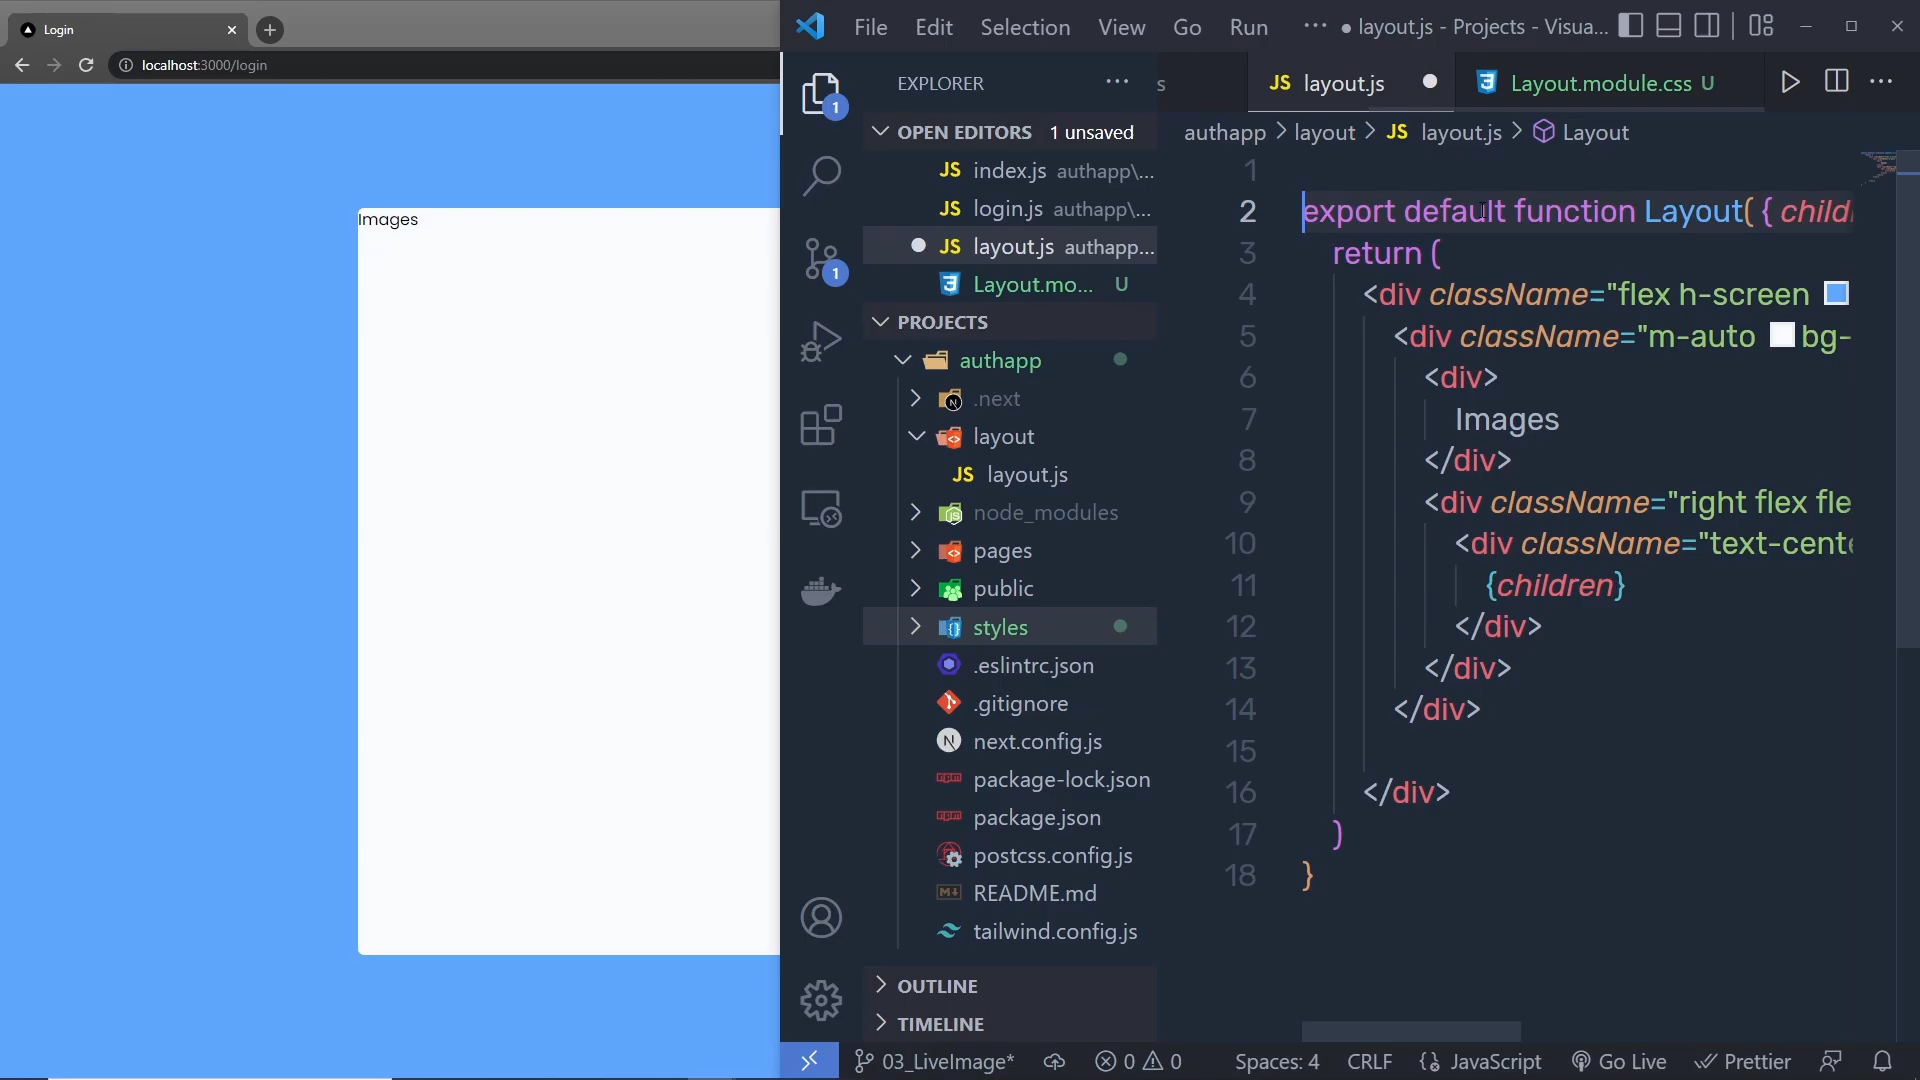 Login
localhost:3000/login
Images
File Edit Selection View Go Run ··· ● layout.js - Projects - Visua...
EXPLORER
s
JS layout.js ●
Layout.module.css U
OPEN EDITORS 1 unsaved
JS index.js authapp\...
JS login.js authapp\...
● JS layout.js authapp...
Layout.mo... U
PROJECTS
authapp
.next
layout
JS layout.js
node_modules
pages
public
styles
.eslintrc.json
.gitignore
next.config.js
package-lock.json
package.json
postcss.config.js
README.md
tailwind.config.js
OUTLINE
TIMELINE
1
1
authapp > layout > JS layout.js > Layout
1
2 export default function Layout( { child
3 return (
4 <div className="flex h-screen
5 <div className="m-auto bg-
6 <div>
7 Images
8 </div>
9 <div className="right flex fle
10 <div className="text-cent
11 {children}
12 </div>
13 </div>
14 </div>
15
16 </div>
17 )
18 }
03_LiveImage* 0 0 Spaces: 4 CRLF {} JavaScript Go Live Prettier